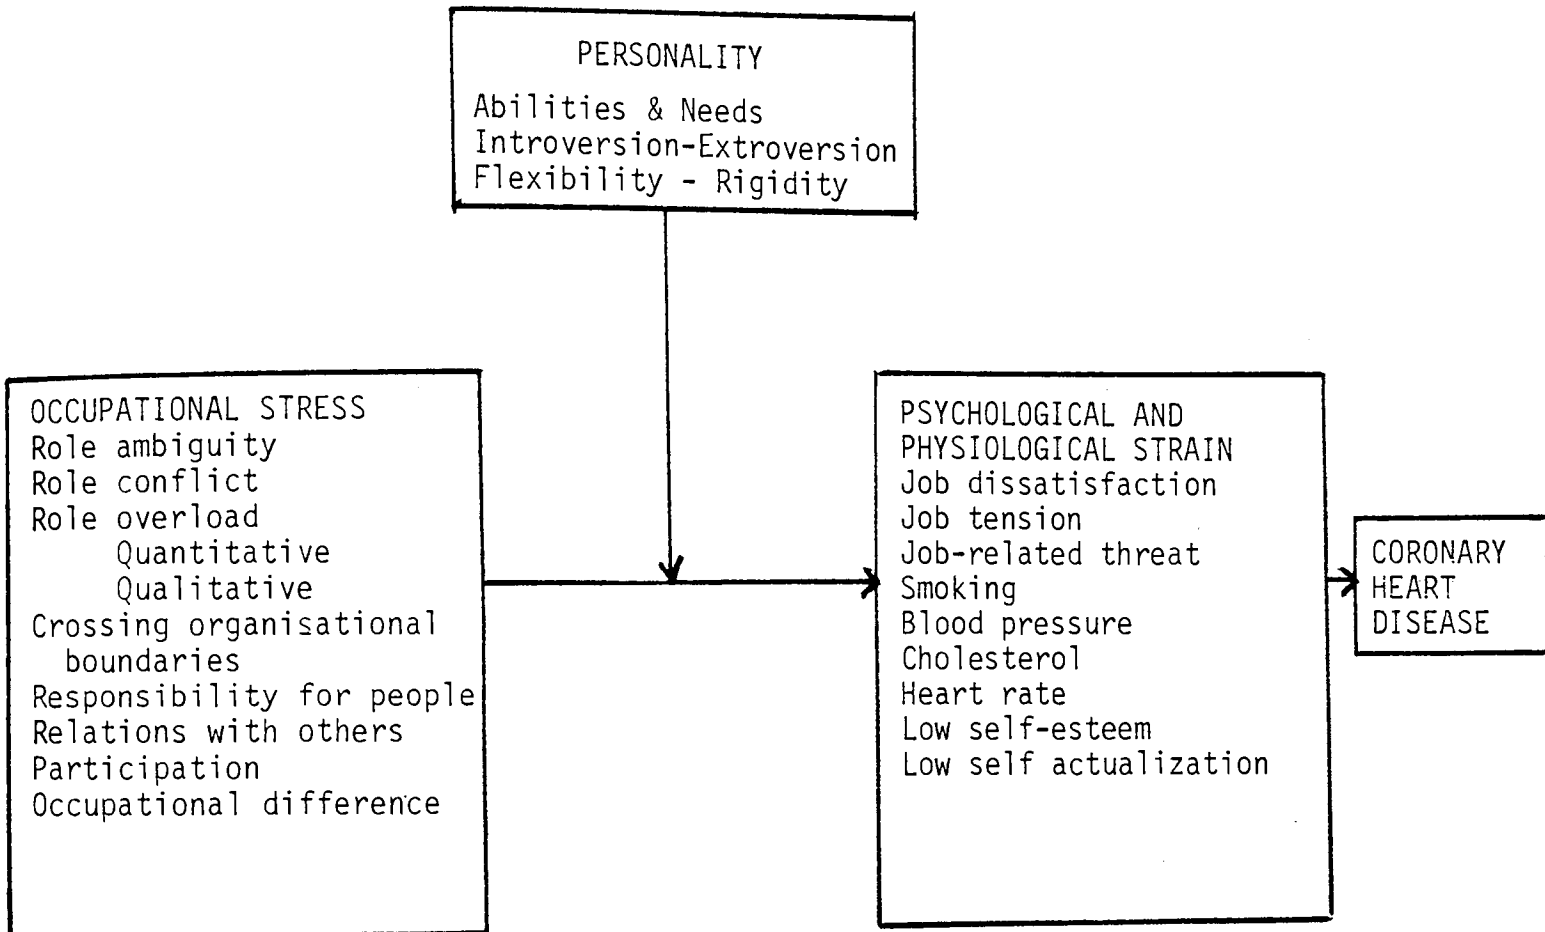 PERSONALITY
Abilities & Needs
Introversion-Extroversion
Flexibility - Rigidity
OCCUPATIONAL STRESS
Role ambiguity
Role conflict
Role overload
Quantitative
Qualitative
Crossing organisational
boundaries
Responsibility for people
Relations with others
Participation
Occupational difference
PSYCHOLOGICAL AND
PHYSIOLOGICAL STRAIN
Job dissatisfaction
Job tension
Job-related threat
Smoking
Blood pressure
Cholesterol
Heart rate
Low self-esteem
Low self actualization
CORONARY
HEART
DISEASE